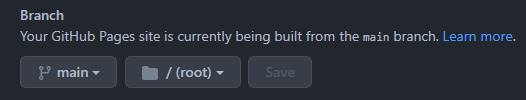 Branch
Your GitHub Pages site is currently being built from the main branch. Learn more.
main / (root) Save